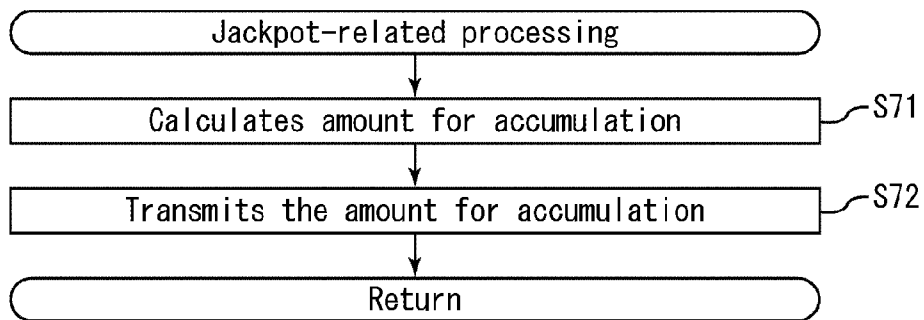 Jackpot-related processing
Calculates amount for accumulation
S71
Transmits the amount for accumulation
S72
Return